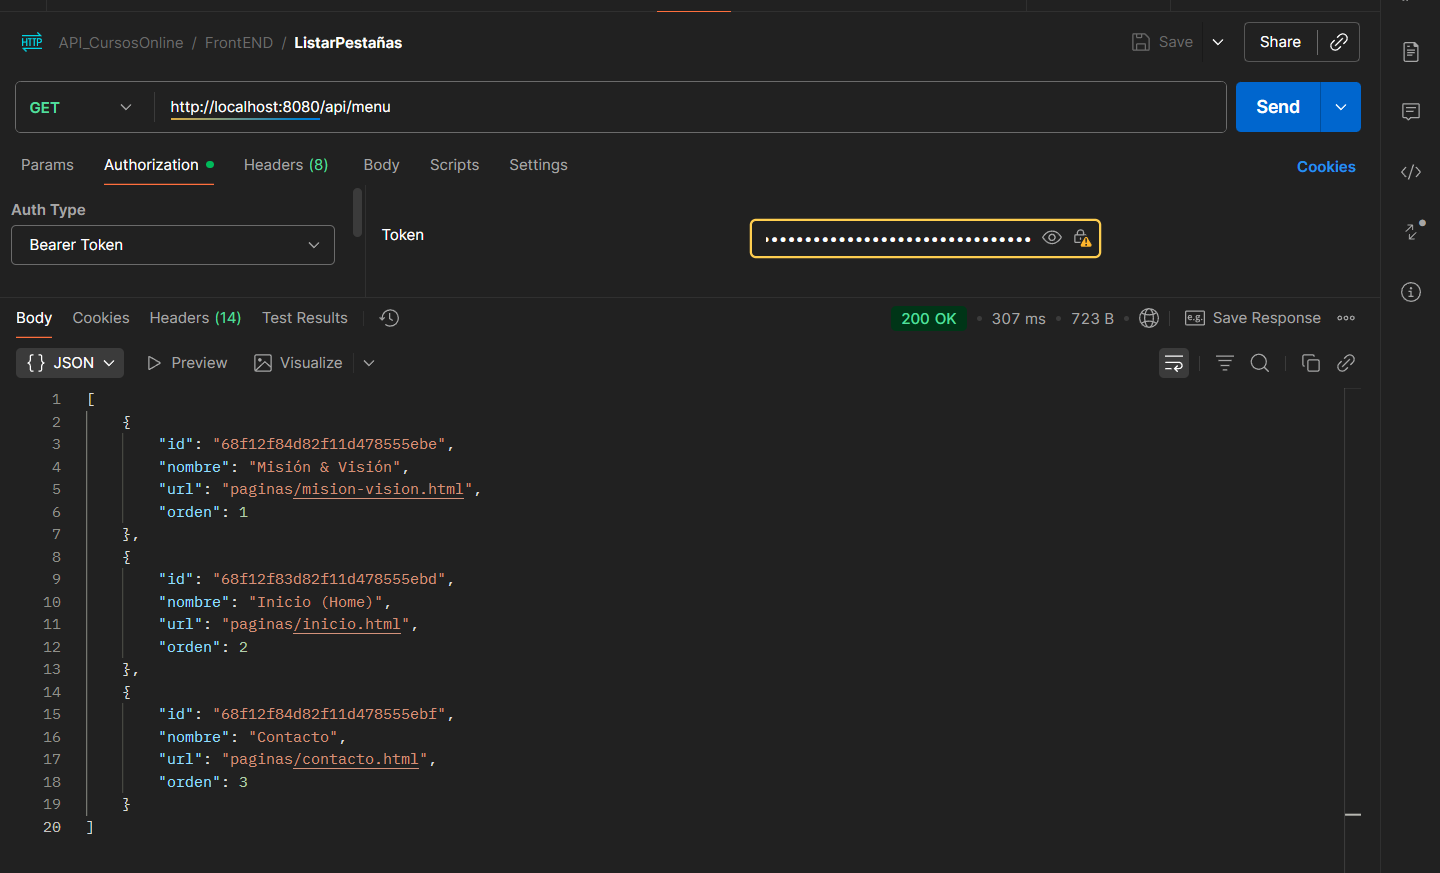 HTTP API_CursosOnline / FrontEND / ListarPestañas Save Share
GET http://localhost:8080/api/menu Send
Params Authorization Headers (8) Body Scripts Settings Cookies
Auth Type
Bearer Token
Token
Body Cookies Headers (14) Test Results 200 OK 307 ms 723 B e.g. Save Response
{} JSON Preview Visualize
1 [
2 {
3 "id": "68f12f84d82f11d478555ebe",
4 "nombre": "Misión & Visión",
5 "url": "paginas/mision-vision.html",
6 "orden": 1
7 },
8 {
9 "id": "68f12f83d82f11d478555ebd",
10 "nombre": "Inicio (Home)",
11 "url": "paginas/inicio.html",
12 "orden": 2
13 },
14 {
15 "id": "68f12f84d82f11d478555ebf",
16 "nombre": "Contacto",
17 "url": "paginas/contacto.html",
18 "orden": 3
19 }
20 ]